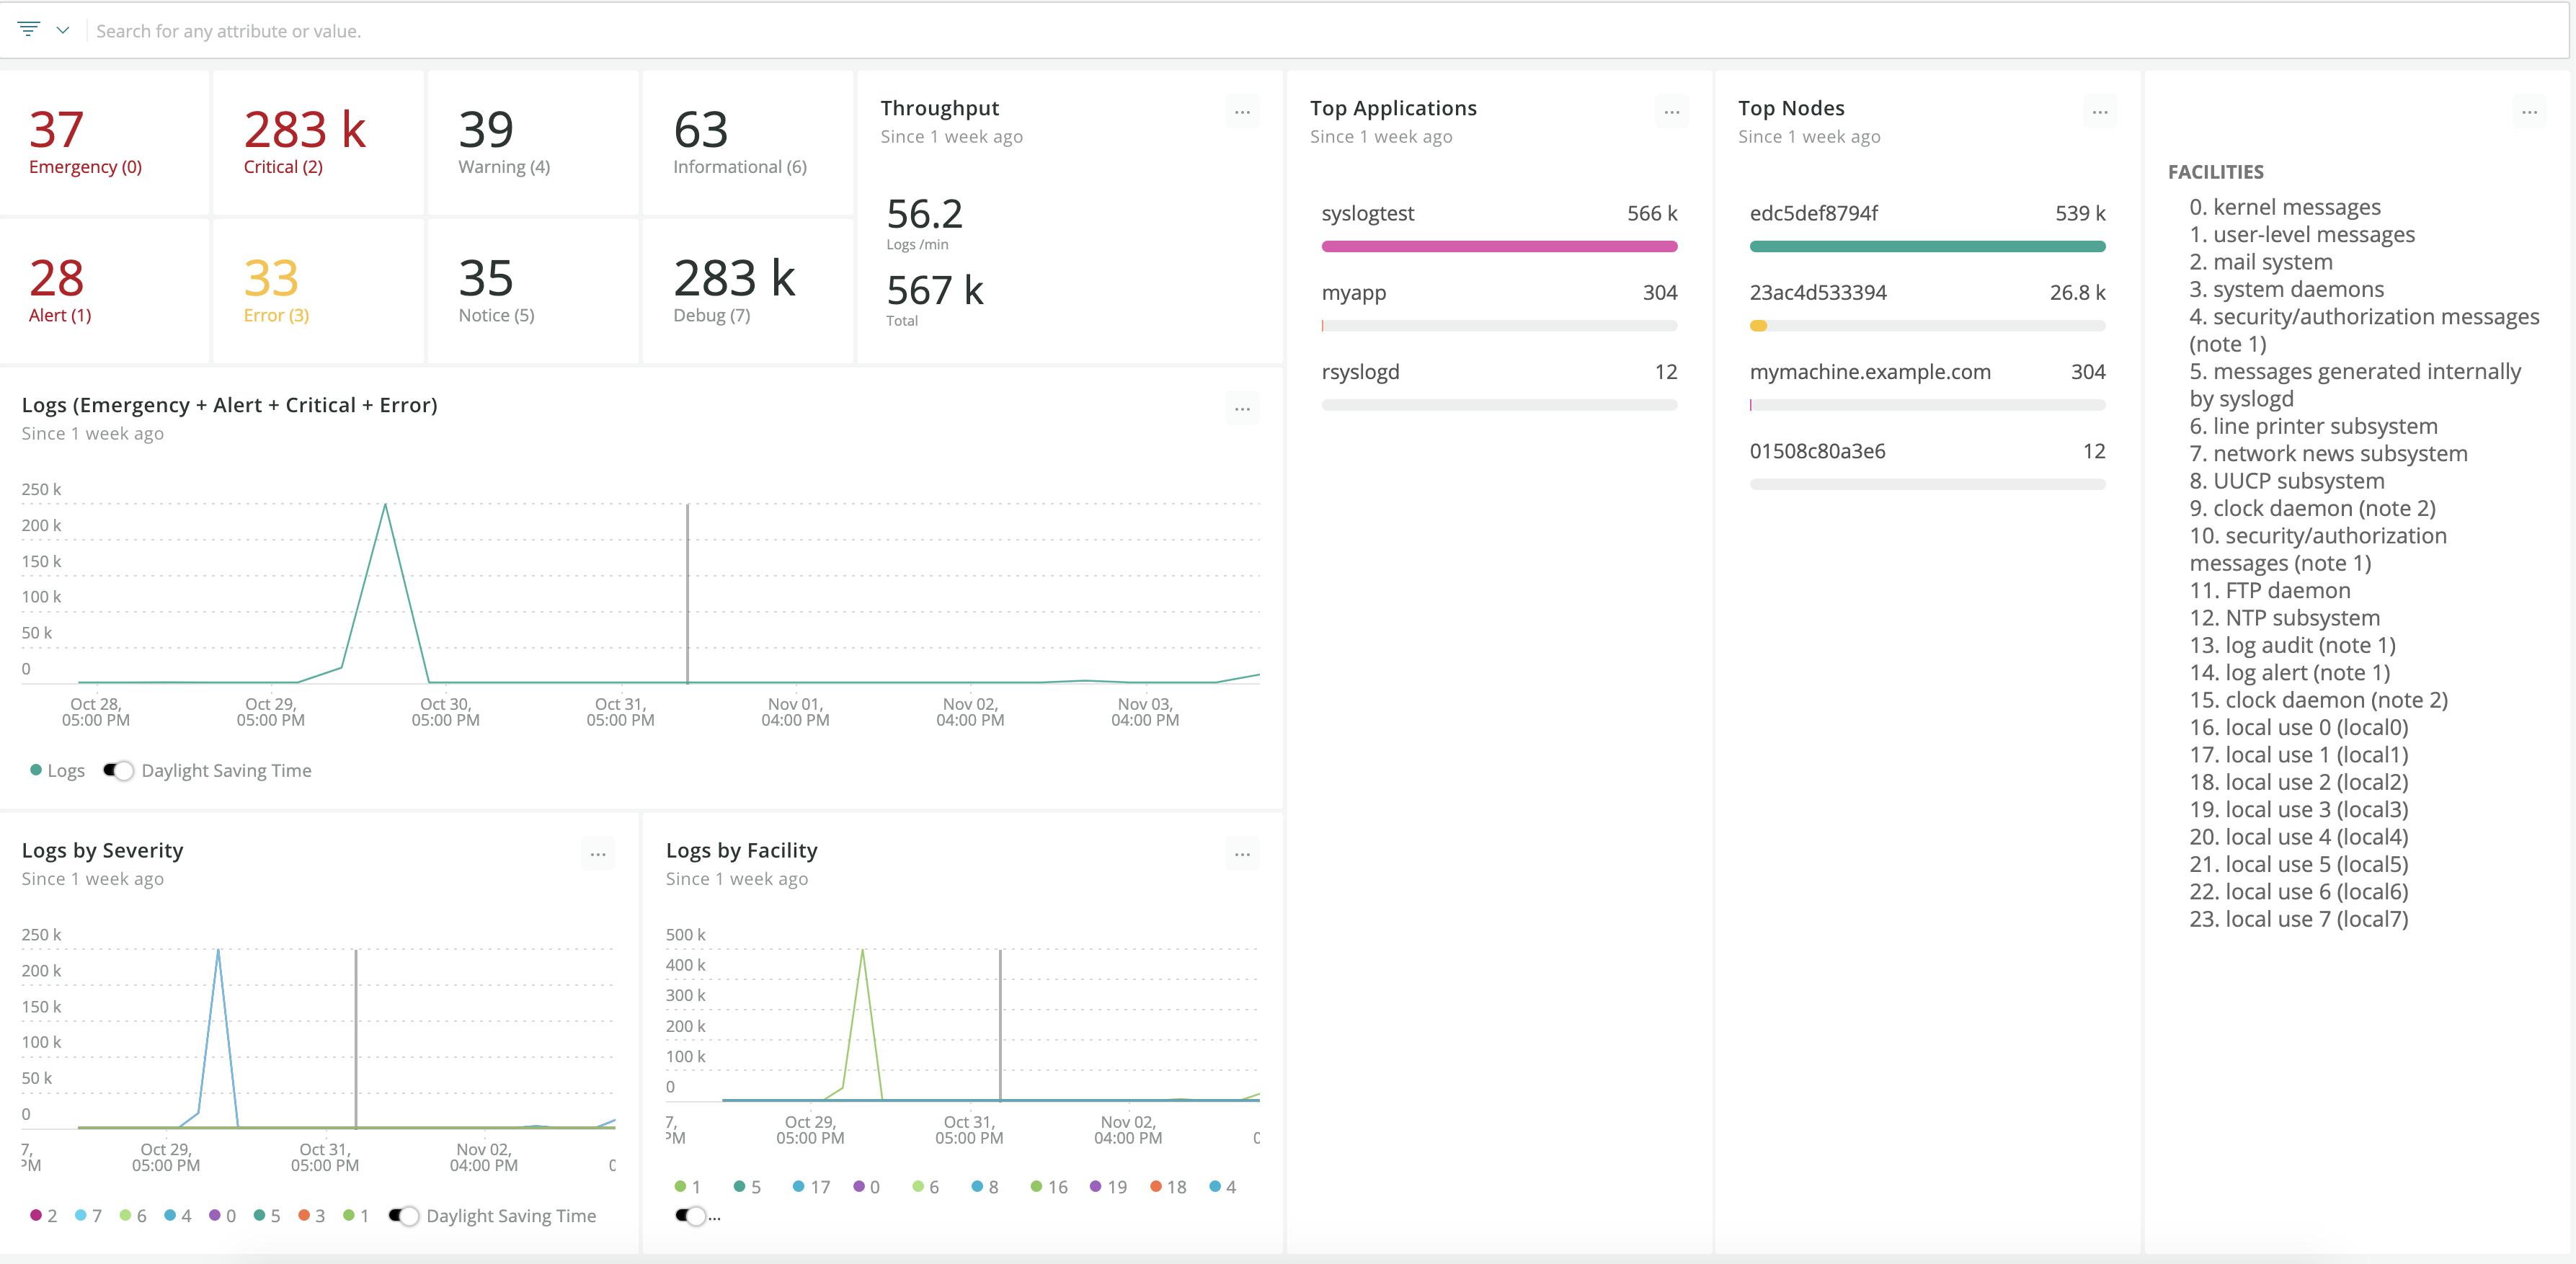 Search for any attribute or value.
37
Emergency (0)
283 k
Critical (2)
39
Warning (4)
63
Informational (6)
28
Alert (1)
33
Error (3)
35
Notice (5)
283 k
Debug (7)
Throughput
Since 1 week ago
56.2
Logs /min
567 k
Total
Logs (Emergency + Alert + Critical + Error)
Since 1 week ago
250 k
200 k
150 k
100 k
50 k
0
Oct 28,
05:00 PM
Oct 29,
05:00 PM
Oct 30,
05:00 PM
Oct 31,
05:00 PM
Nov 01,
04:00 PM
Nov 02,
04:00 PM
Nov 03,
04:00 PM
Logs
Daylight Saving Time
Logs by Severity
Since 1 week ago
250 k
200 k
150 k
100 k
50 k
0
7,
PM
Oct 29,
05:00 PM
Oct 31,
05:00 PM
Nov 02,
04:00 PM
0
2 7 6 4 0 5 3 1 Daylight Saving Time
Logs by Facility
Since 1 week ago
500 k
400 k
300 k
200 k
100 k
0
7,
PM
Oct 29,
05:00 PM
Oct 31,
05:00 PM
Nov 02,
04:00 PM
0
1 5 17 0 6 8 16 19 18 4
...
Top Applications
Since 1 week ago
syslogtest 566 k
myapp 304
rsyslogd 12
Top Nodes
Since 1 week ago
edc5def8794f 539 k
23ac4d533394 26.8 k
mymachine.example.com 304
01508c80a3e6 12
FACILITIES
0. kernel messages
1. user-level messages
2. mail system
3. system daemons
4. security/authorization messages
(note 1)
5. messages generated internally
by syslogd
6. line printer subsystem
7. network news subsystem
8. UUCP subsystem
9. clock daemon (note 2)
10. security/authorization
messages (note 1)
11. FTP daemon
12. NTP subsystem
13. log audit (note 1)
14. log alert (note 1)
15. clock daemon (note 2)
16. local use 0 (local0)
17. local use 1 (local1)
18. local use 2 (local2)
19. local use 3 (local3)
20. local use 4 (local4)
21. local use 5 (local5)
22. local use 6 (local6)
23. local use 7 (local7)